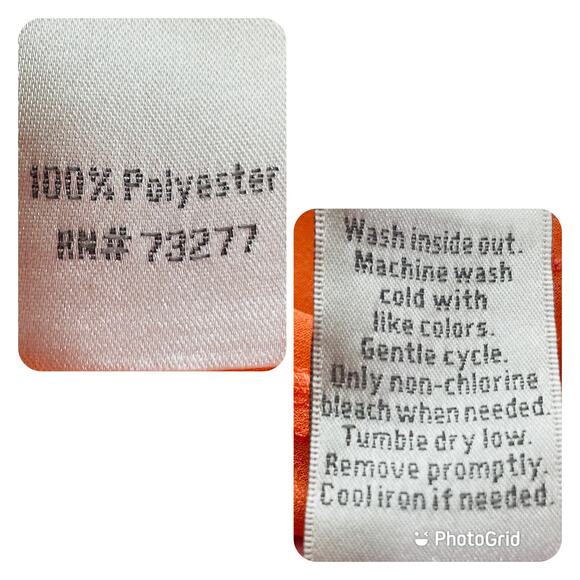 100% Polyester
RN# 73277
Wash inside out.
Machine wash
cold with
like colors.
Gentle cycle.
Only non-chlorine
bleach when needed.
Tumble dry low.
Remove promptly.
Cool iron if needed.
PhotoGrid